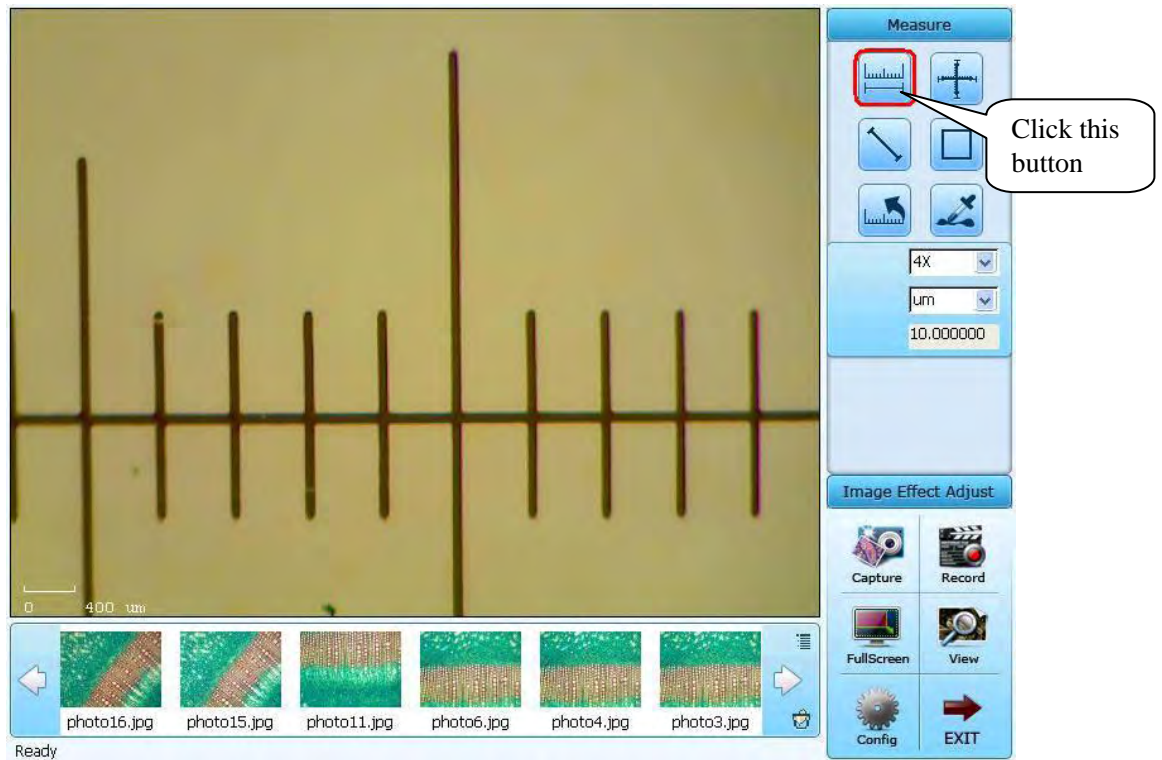 Measure
Click this
button
4X
um
10.000000
0 400 um
Image Effect Adjust
Capture Record
FullScreen View
Config EXIT
photo16.jpg photo15.jpg photo11.jpg photo6.jpg photo4.jpg photo3.jpg
Ready